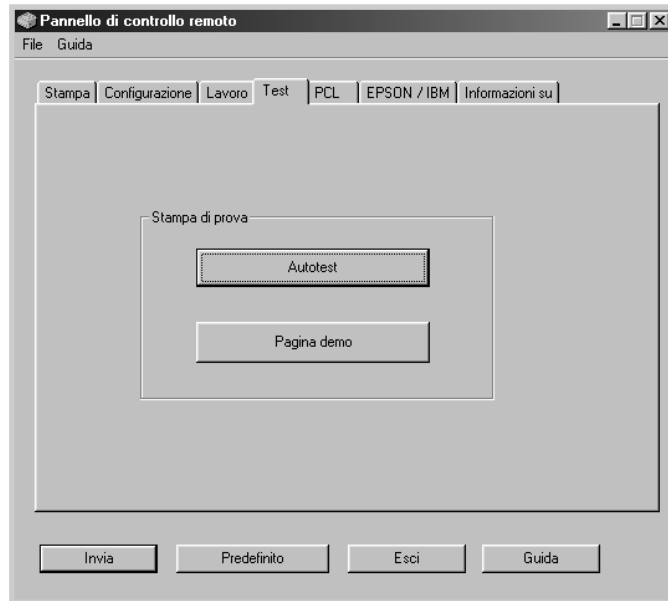 Pannello di controllo remoto
File Guida
Stampa Configurazione Lavoro Test PCL EPSON / IBM Informazioni su
Stampa di prova
Autotest
Pagina demo
Invia Predefinito Esci Guida